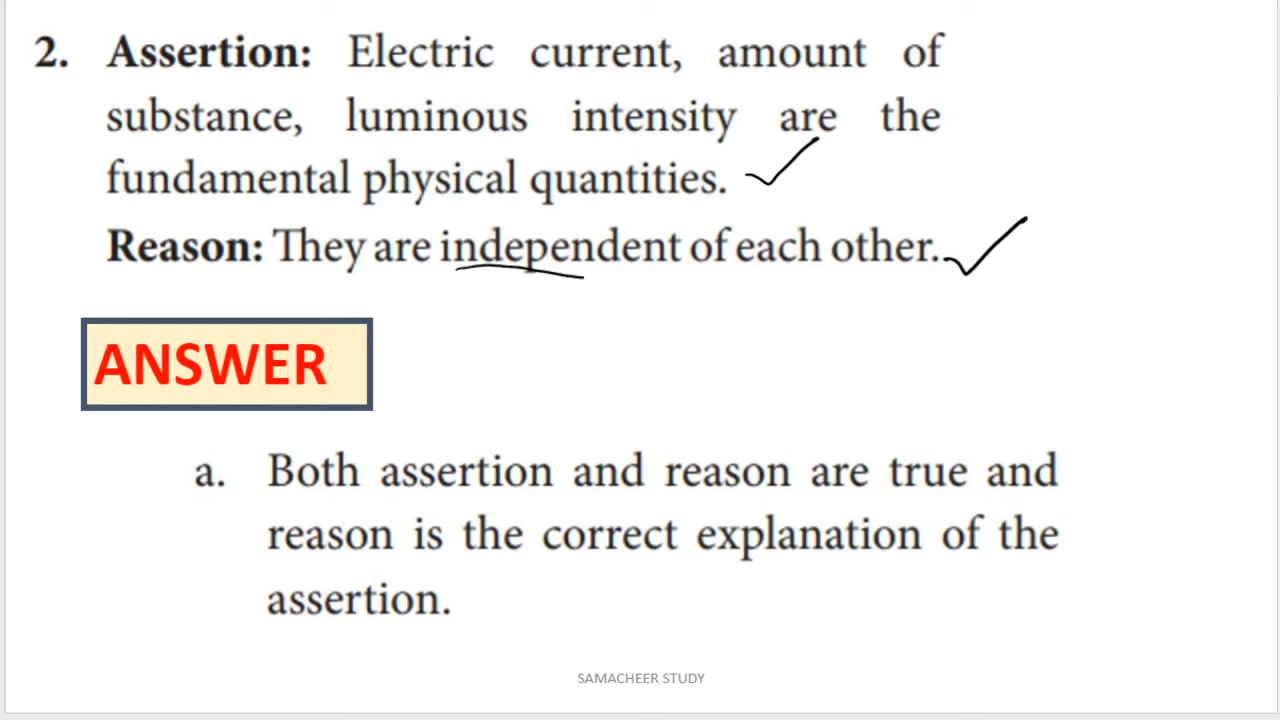 2. Assertion: Electric current, amount of
substance, luminous intensity are the
fundamental physical quantities.
Reason: They are independent of each other.
ANSWER
a. Both assertion and reason are true and
reason is the correct explanation of the
assertion.
SAMACHEER STUDY